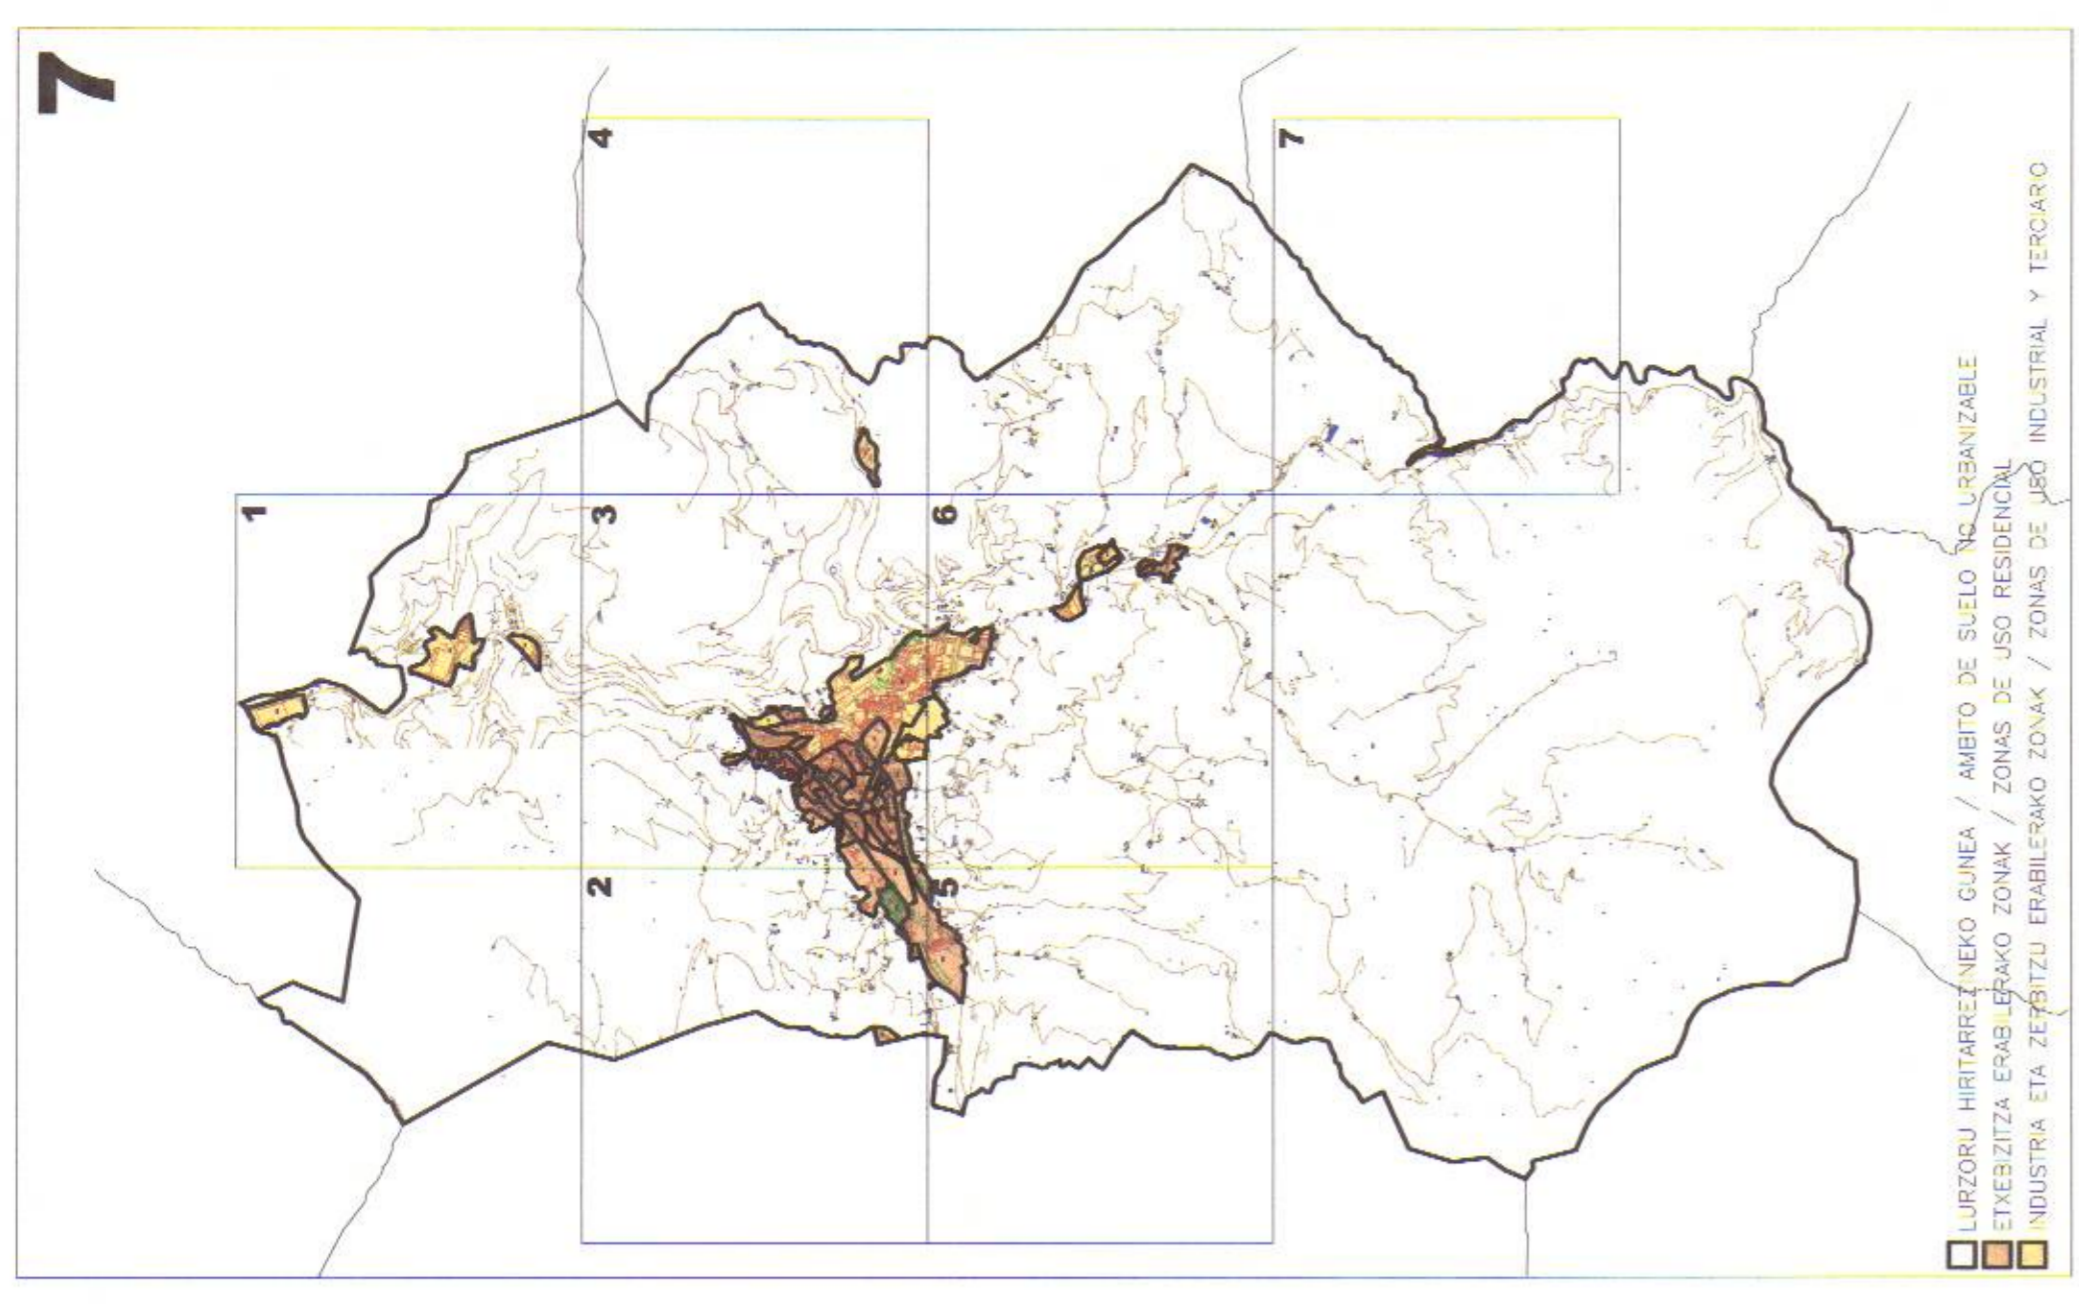 7
4
7
1
3
6
2
5
LURZORU HIRITARREZINEKO GUNEA / AMBITO DE SUELO NO URBANIZABLE
ETXEBIZITZA ERABILERAKO ZONAK / ZONAS DE USO RESIDENCIAL
INDUSTRIA ETA ZERBITZU ERABILERAKO ZONAK / ZONAS DE USO INDUSTRIAL Y TERCIARO